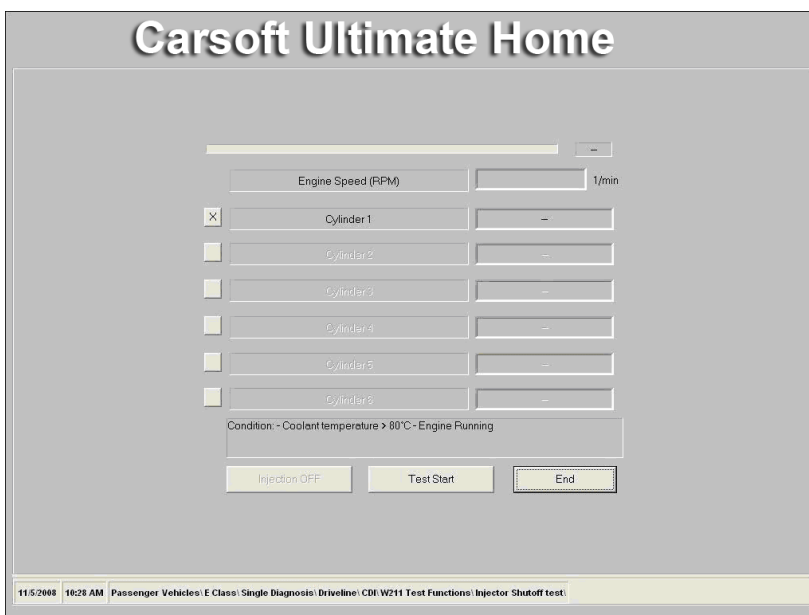 Carsoft Ultimate Home
--
Engine Speed (RPM) 1/min
X Cylinder 1 --
Cylinder 2 --
Cylinder 3 --
Cylinder 4 --
Cylinder 5 --
Cylinder 6 --
Condition: - Coolant temperature > 80°C - Engine Running
Injection OFF Test Start End
11/5/2008 10:28 AM Passenger Vehicles\ E Class\ Single Diagnosis\ Driveline\ CDI\ W211 Test Functions\ Injector Shutoff test\